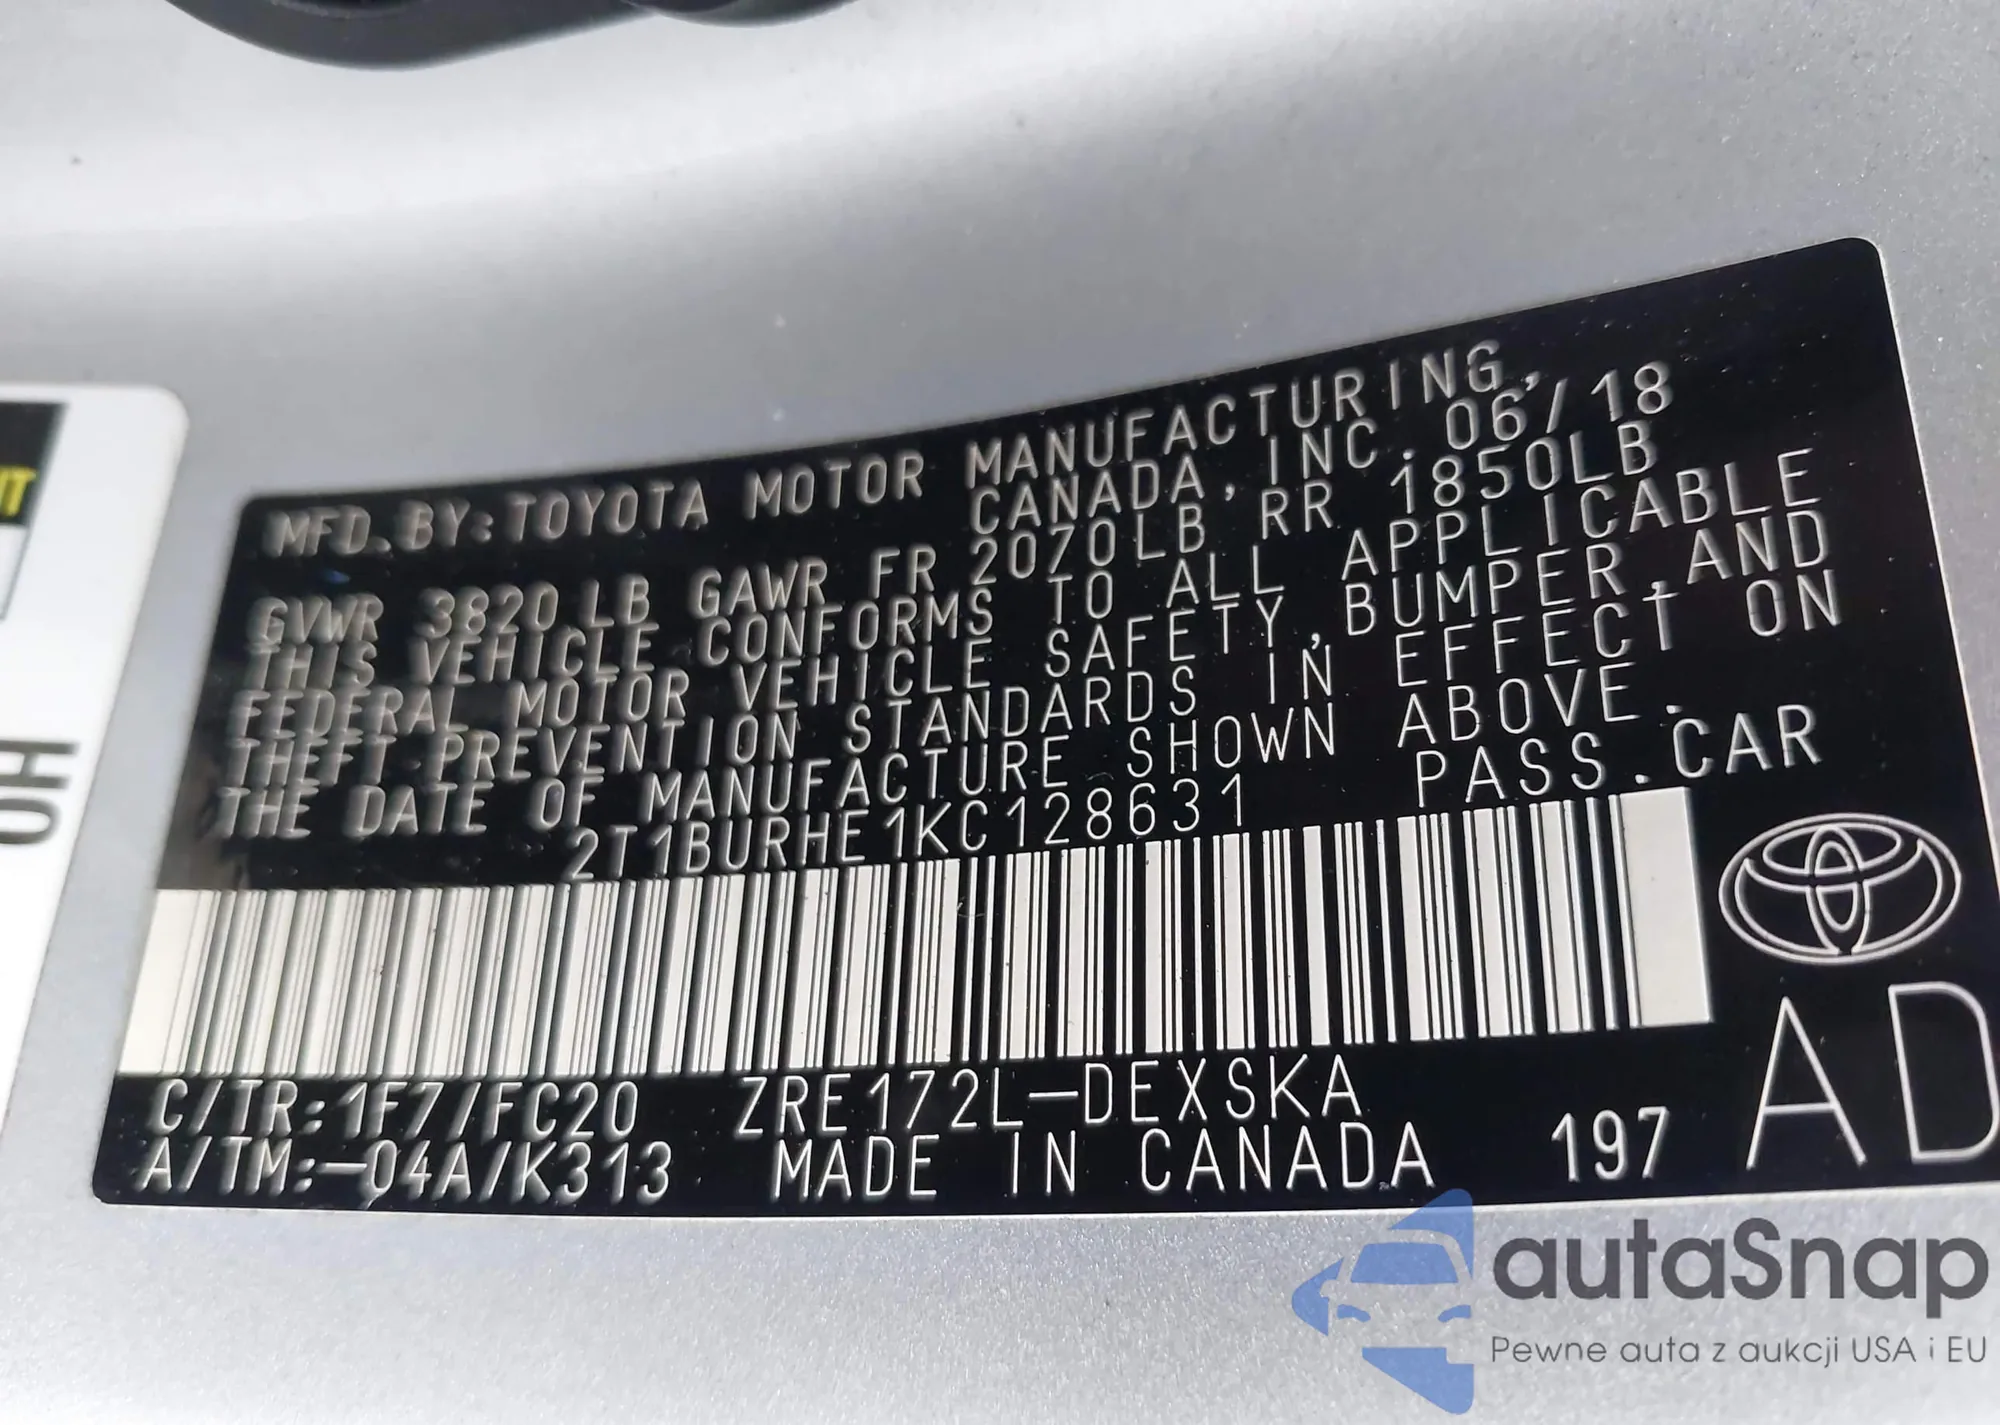 MFD.BY:TOYOTA MOTOR MANUFACTURING,
CANADA, INC. 06/18
GVWR 3820LB GAWR FR 2070LB RR 1850LB
THIS VEHICLE CONFORMS TO ALL APPLICABLE
FEDERAL MOTOR VEHICLE SAFETY,BUMPER,AND
THEFT PREVENTION STANDARDS IN EFFECT ON
THE DATE OF MANUFACTURE SHOWN ABOVE.
2T1BURHE1KC128631 PASS.CAR
C/TR:1F7/FC20 ZRE172L-DEXSKA
A/TM:-04A/K313 MADE IN CANADA 197 AD
HO
autaSnap
Pewne auta z aukcji USA i EU